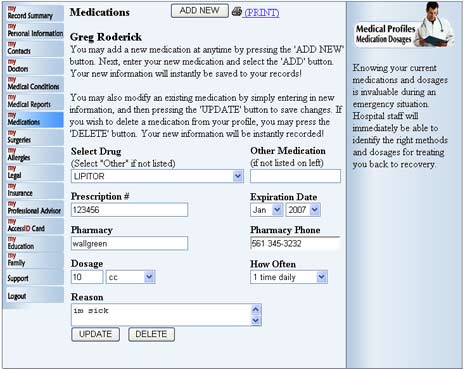 my
Record Summary
my
Personal Information
my
Contacts
my
Doctors
my
Medical Conditions
my
Medical Reports
my
Medications
my
Surgeries
my
Allergies
my
Legal
my
Insurance
my
Professional Advisor
my
AccessID Card
my
Education
my
Family
Support
Logout
Medications
ADD NEW
(PRINT)
Greg Roderick
You may add a new medication at anytime by pressing the 'ADD NEW'
button. Next, enter your new medication and select the 'ADD' button.
Your new information will instantly be saved to your records!
You may also modify an existing medication by simply entering in new
information, and then pressing the 'UPDATE' button to save changes. If
you wish to delete a medication from your profile, you may press the
'DELETE' button. Your new information will be instantly recorded!
Select Drug
(Select "Other" if not listed)
LIPITOR
Other Medication
(if not listed on left)
Prescription #
123456
Expiration Date
Jan 2007
Pharmacy
wallgreen
Pharmacy Phone
561 345-3232
Dosage
10 cc
How Often
1 time daily
Reason
im sick
UPDATE DELETE
Medical Profiles
Medication Dosages
Knowing your current
medications and dosages
is invaluable during an
emergency situation.
Hospital staff will
immediately be able to
identify the right methods
and dosages for treating
you back to recovery.